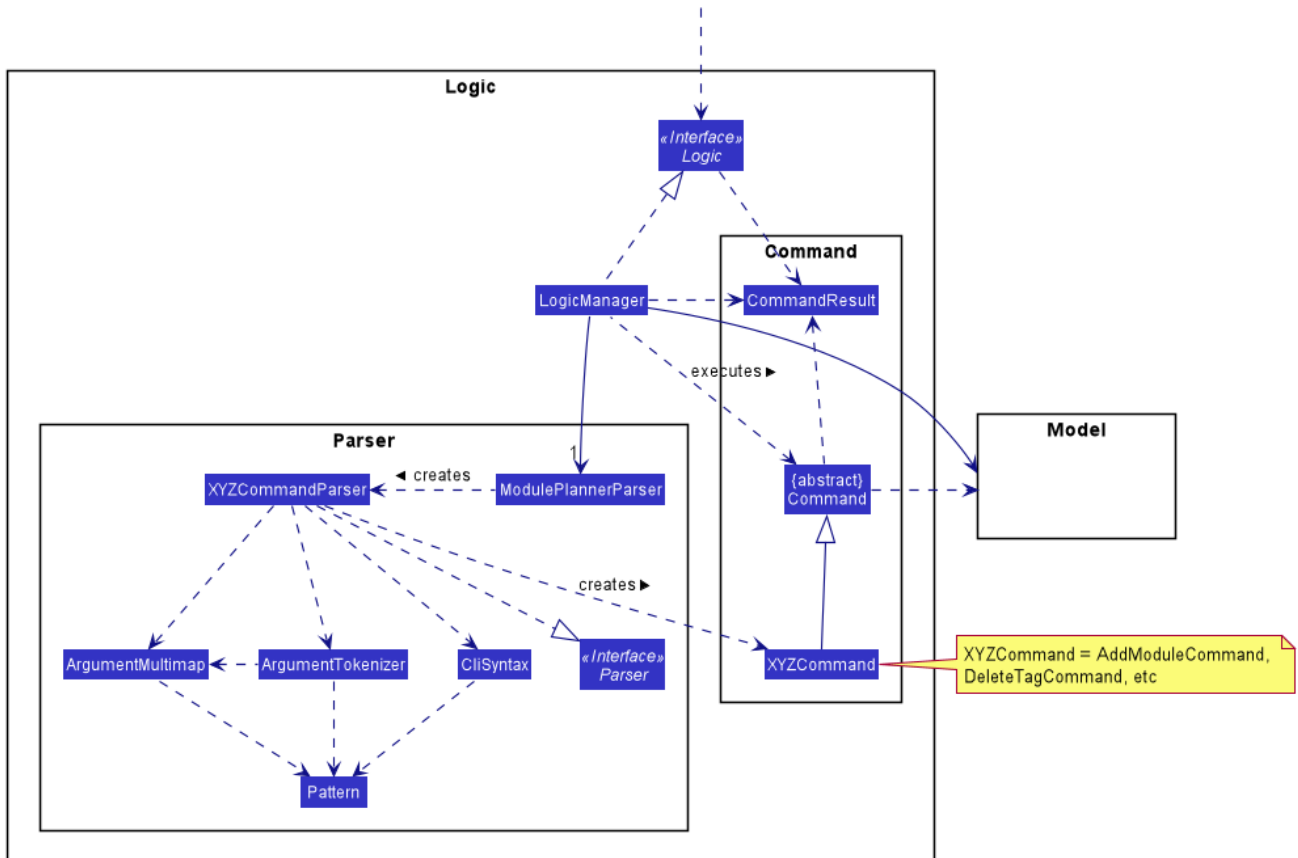 Logic
«Interface»
Logic
Command
LogicManager
CommandResult
executes ►
Parser
Model
1
◄ creates
XYZCommandParser
ModulePlannerParser
{abstract}
Command
creates ►
ArgumentMultimap
ArgumentTokenizer
CliSyntax
«Interface»
Parser
XYZCommand
XYZCommand = AddModuleCommand,
DeleteTagCommand, etc
Pattern